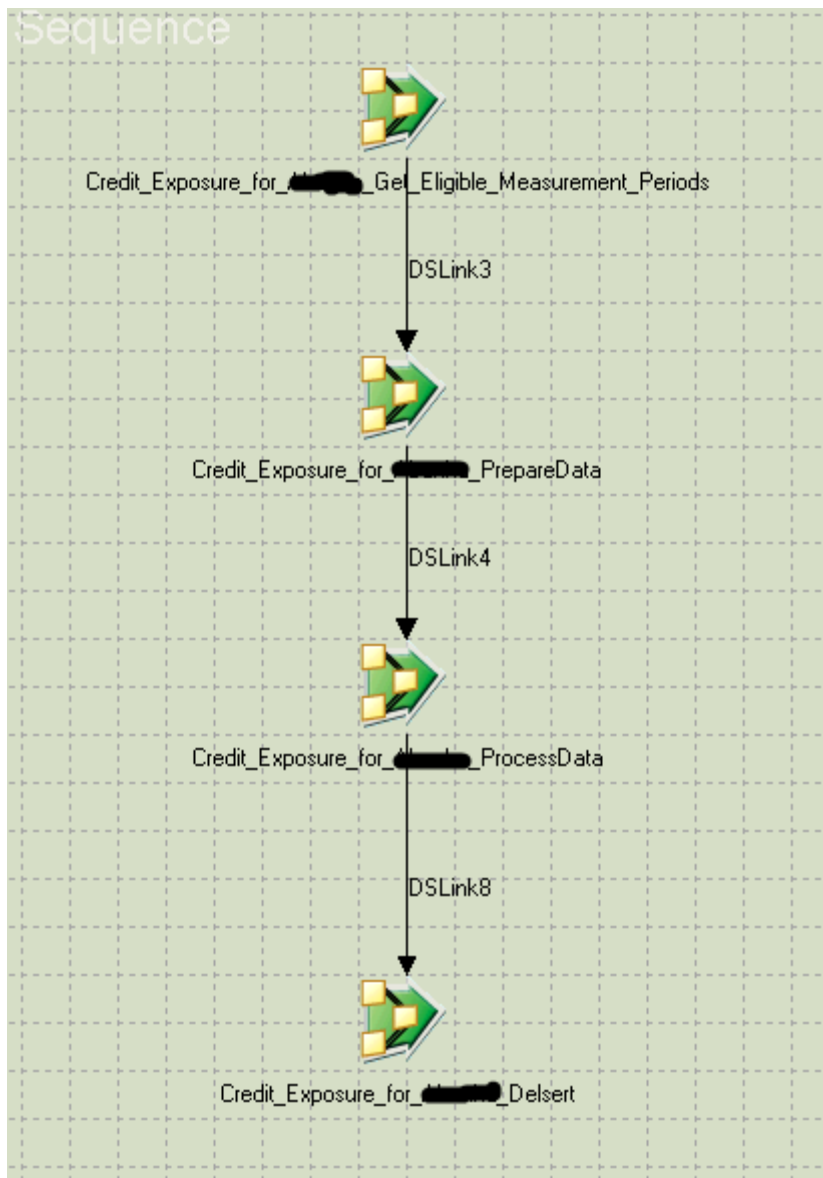 Sequence
Credit_Exposure_for_ _Get_Eligible_Measurement_Periods
DSLink3
Credit_Exposure_for_ _PrepareData
DSLink4
Credit_Exposure_for_ _ProcessData
DSLink8
Credit_Exposure_for_ _Delsert